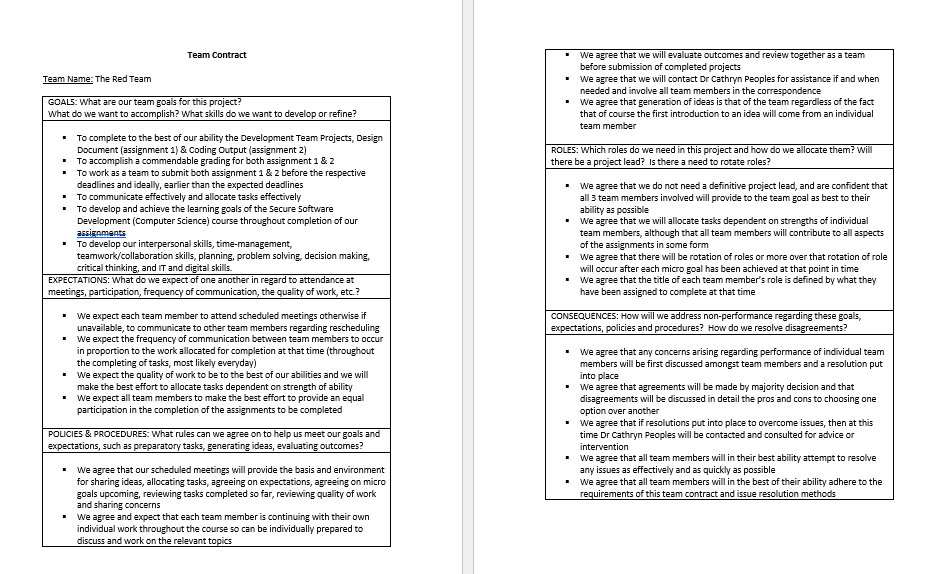 Team Contract
Team Name: The Red Team
GOALS: What are our team goals for this project?
What do we want to accomplish? What skills do we want to develop or refine?
▪ To complete to the best of our ability the Development Team Projects, Design
Document (assignment 1) & Coding Output (assignment 2)
▪ To accomplish a commendable grading for both assignment 1 & 2
▪ To work as a team to submit both assignment 1 & 2 before the respective
deadlines and ideally, earlier than the expected deadlines
▪ To communicate effectively and allocate tasks effectively
▪ To develop and achieve the learning goals of the Secure Software
Development (Computer Science) course throughout completion of our
assignments
▪ To develop our interpersonal skills, time-management,
teamwork/collaboration skills, planning, problem solving, decision making,
critical thinking, and IT and digital skills.
EXPECTATIONS: What do we expect of one another in regard to attendance at
meetings, participation, frequency of communication, the quality of work, etc.?
▪ We expect each team member to attend scheduled meetings otherwise if
unavailable, to communicate to other team members regarding rescheduling
▪ We expect the frequency of communication between team members to occur
in proportion to the work allocated for completion at that time (throughout
the completing of tasks, most likely everyday)
▪ We expect the quality of work to be to the best of our abilities and we will
make the best effort to allocate tasks dependent on strength of ability
▪ We expect all team members to make the best effort to provide an equal
participation in the completion of the assignments to be completed
POLICIES & PROCEDURES: What rules can we agree on to help us meet our goals and
expectations, such as preparatory tasks, generating ideas, evaluating outcomes?
▪ We agree that our scheduled meetings will provide the basis and environment
for sharing ideas, allocating tasks, agreeing on expectations, agreeing on micro
goals upcoming, reviewing tasks completed so far, reviewing quality of work
and sharing concerns
▪ We agree and expect that each team member is continuing with their own
individual work throughout the course so can be individually prepared to
discuss and work on the relevant topics
▪ We agree that we will evaluate outcomes and review together as a team
before submission of completed projects
▪ We agree that we will contact Dr Cathryn Peoples for assistance if and when
needed and involve all team members in the correspondence
▪ We agree that generation of ideas is that of the team regardless of the fact
that of course the first introduction to an idea will come from an individual
team member
ROLES: Which roles do we need in this project and how do we allocate them? Will
there be a project lead? Is there a need to rotate roles?
▪ We agree that we do not need a definitive project lead, and are confident that
all 3 team members involved will provide to the team goal as best to their
ability as possible
▪ We agree that we will allocate tasks dependent on strengths of individual
team members, although that all team members will contribute to all aspects
of the assignments in some form
▪ We agree that there will be rotation of roles or more over that rotation of role
will occur after each micro goal has been achieved at that point in time
▪ We agree that the title of each team member's role is defined by what they
have been assigned to complete at that time
CONSEQUENCES: How will we address non-performance regarding these goals,
expectations, policies and procedures? How do we resolve disagreements?
▪ We agree that any concerns arising regarding performance of individual team
members will be first discussed amongst team members and a resolution put
into place
▪ We agree that agreements will be made by majority decision and that
disagreements will be discussed in detail the pros and cons to choosing one
option over another
▪ We agree that if resolutions put into place to overcome issues, then at this
time Dr Cathryn Peoples will be contacted and consulted for advice or
intervention
▪ We agree that all team members will in their best ability attempt to resolve
any issues as effectively and as quickly as possible
▪ We agree that all team members will in the best of their ability adhere to the
requirements of this team contract and issue resolution methods